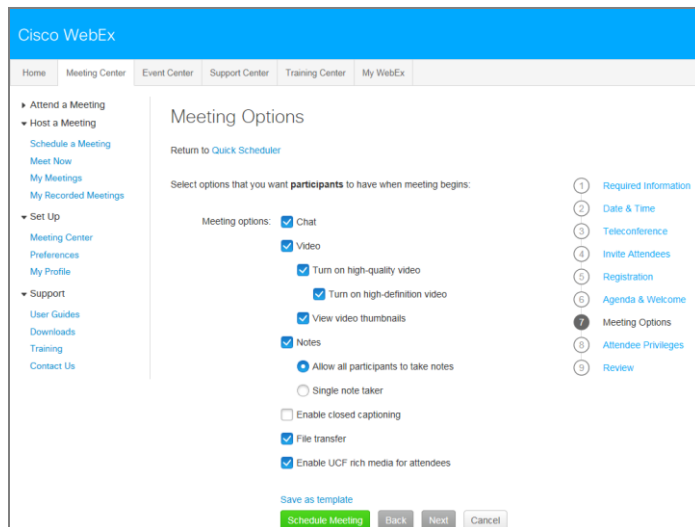 Cisco WebEx
Home Meeting Center Event Center Support Center Training Center My WebEx
Attend a Meeting
Host a Meeting
Schedule a Meeting
Meet Now
My Meetings
My Recorded Meetings
Set Up
Meeting Center
Preferences
My Profile
Support
User Guides
Downloads
Training
Contact Us
Meeting Options
Return to Quick Scheduler
Select options that you want participants to have when meeting begins:
Meeting options: Chat
Video
Turn on high-quality video
Turn on high-definition video
View video thumbnails
Notes
Allow all participants to take notes
Single note taker
Enable closed captioning
File transfer
Enable UCF rich media for attendees
Save as template
Schedule Meeting Back Next Cancel
1 Required Information
2 Date & Time
3 Teleconference
4 Invite Attendees
5 Registration
6 Agenda & Welcome
7 Meeting Options
8 Attendee Privileges
9 Review